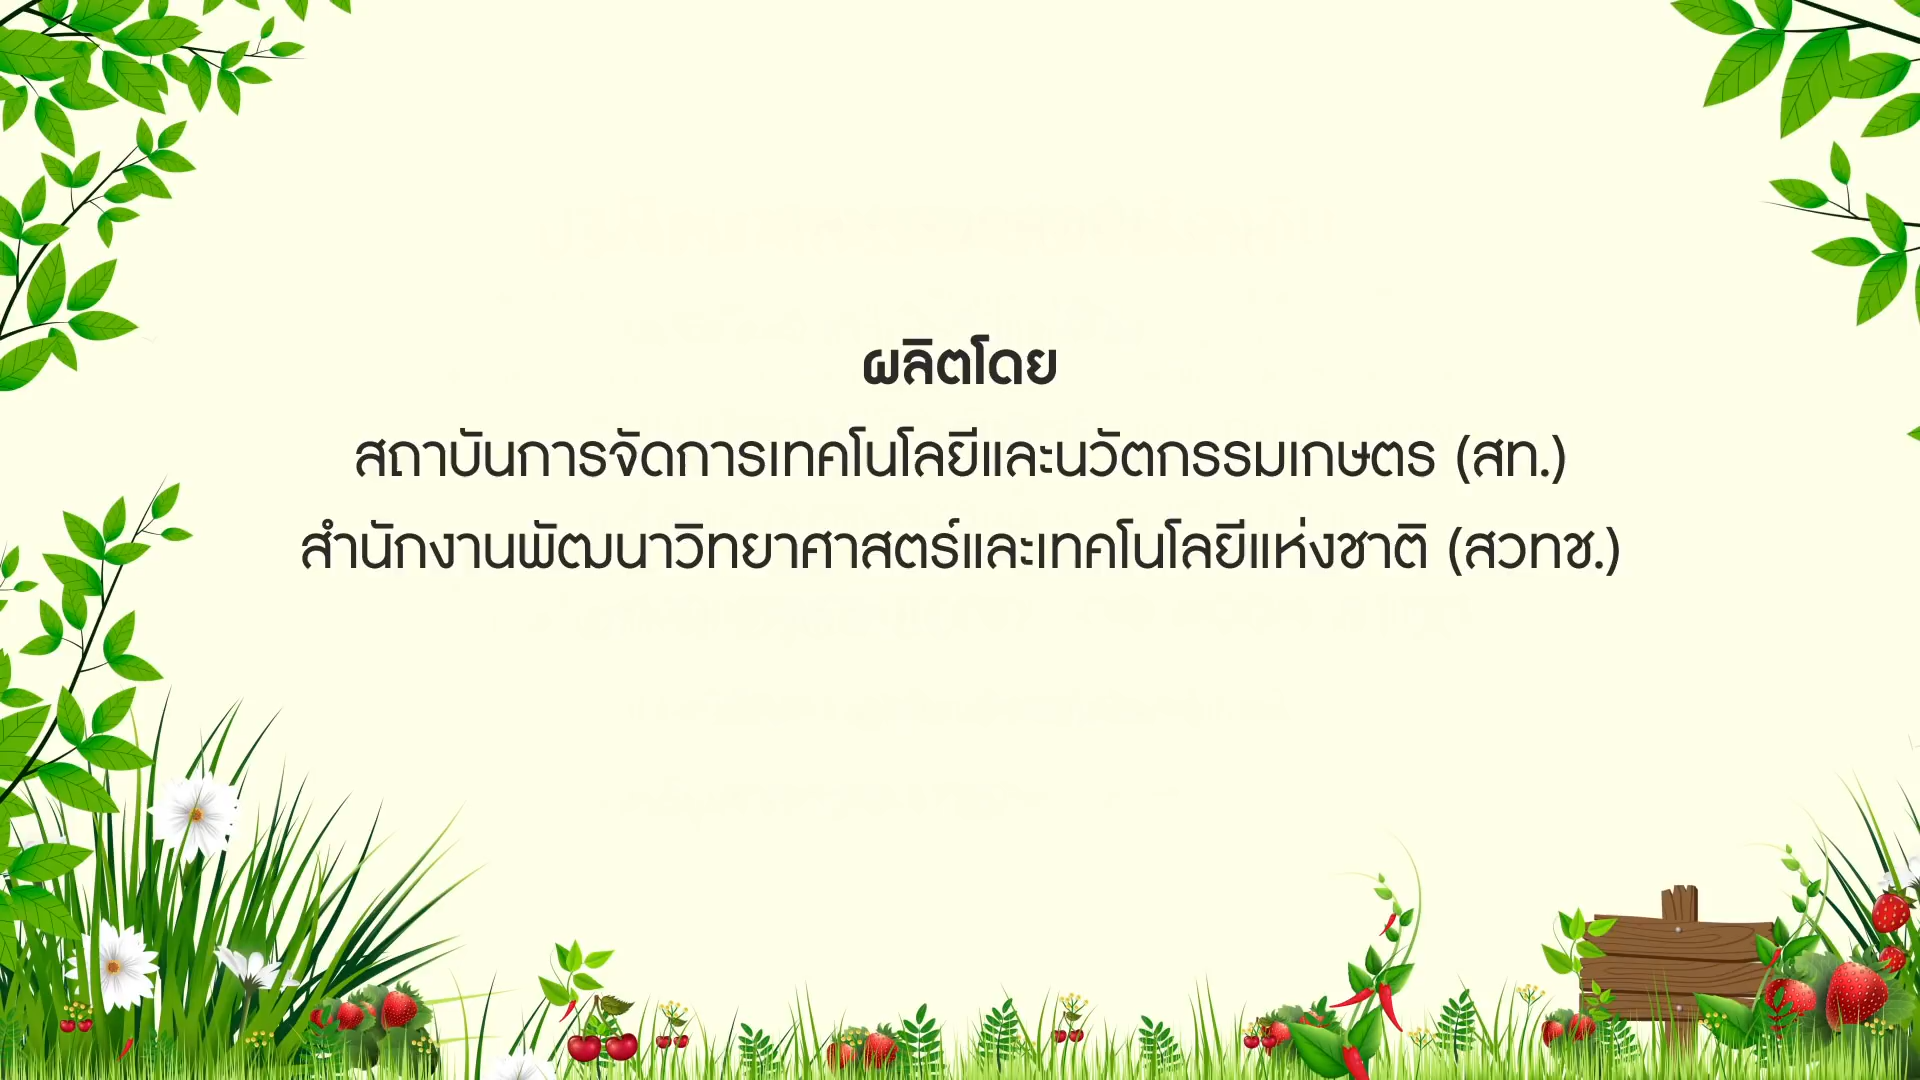 ผลิตโดย
สถาบันการจัดการเทคโนโลยีและนวัตกรรมเกษตร (สท.)
สำนักงานพัฒนาวิทยาศาสตร์และเทคโนโลยีแห่งชาติ (สวทช.)